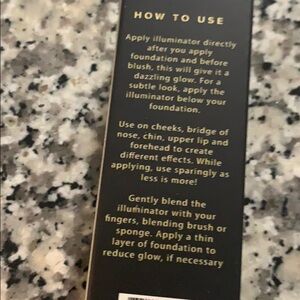 HOW TO USE
Apply illuminator directly
after you apply
foundation and before
blush, this will give it a
dazzling glow. For a
subtle look, apply the
illuminator below your
foundation.
Use on cheeks, bridge of
nose, chin, upper lip and
forehead to create
different effects. While
applying, use sparingly as
less is more!
Gently blend the
illuminator with your
fingers, blending brush or
sponge. Apply a thin
layer of foundation to
reduce glow, if necessary